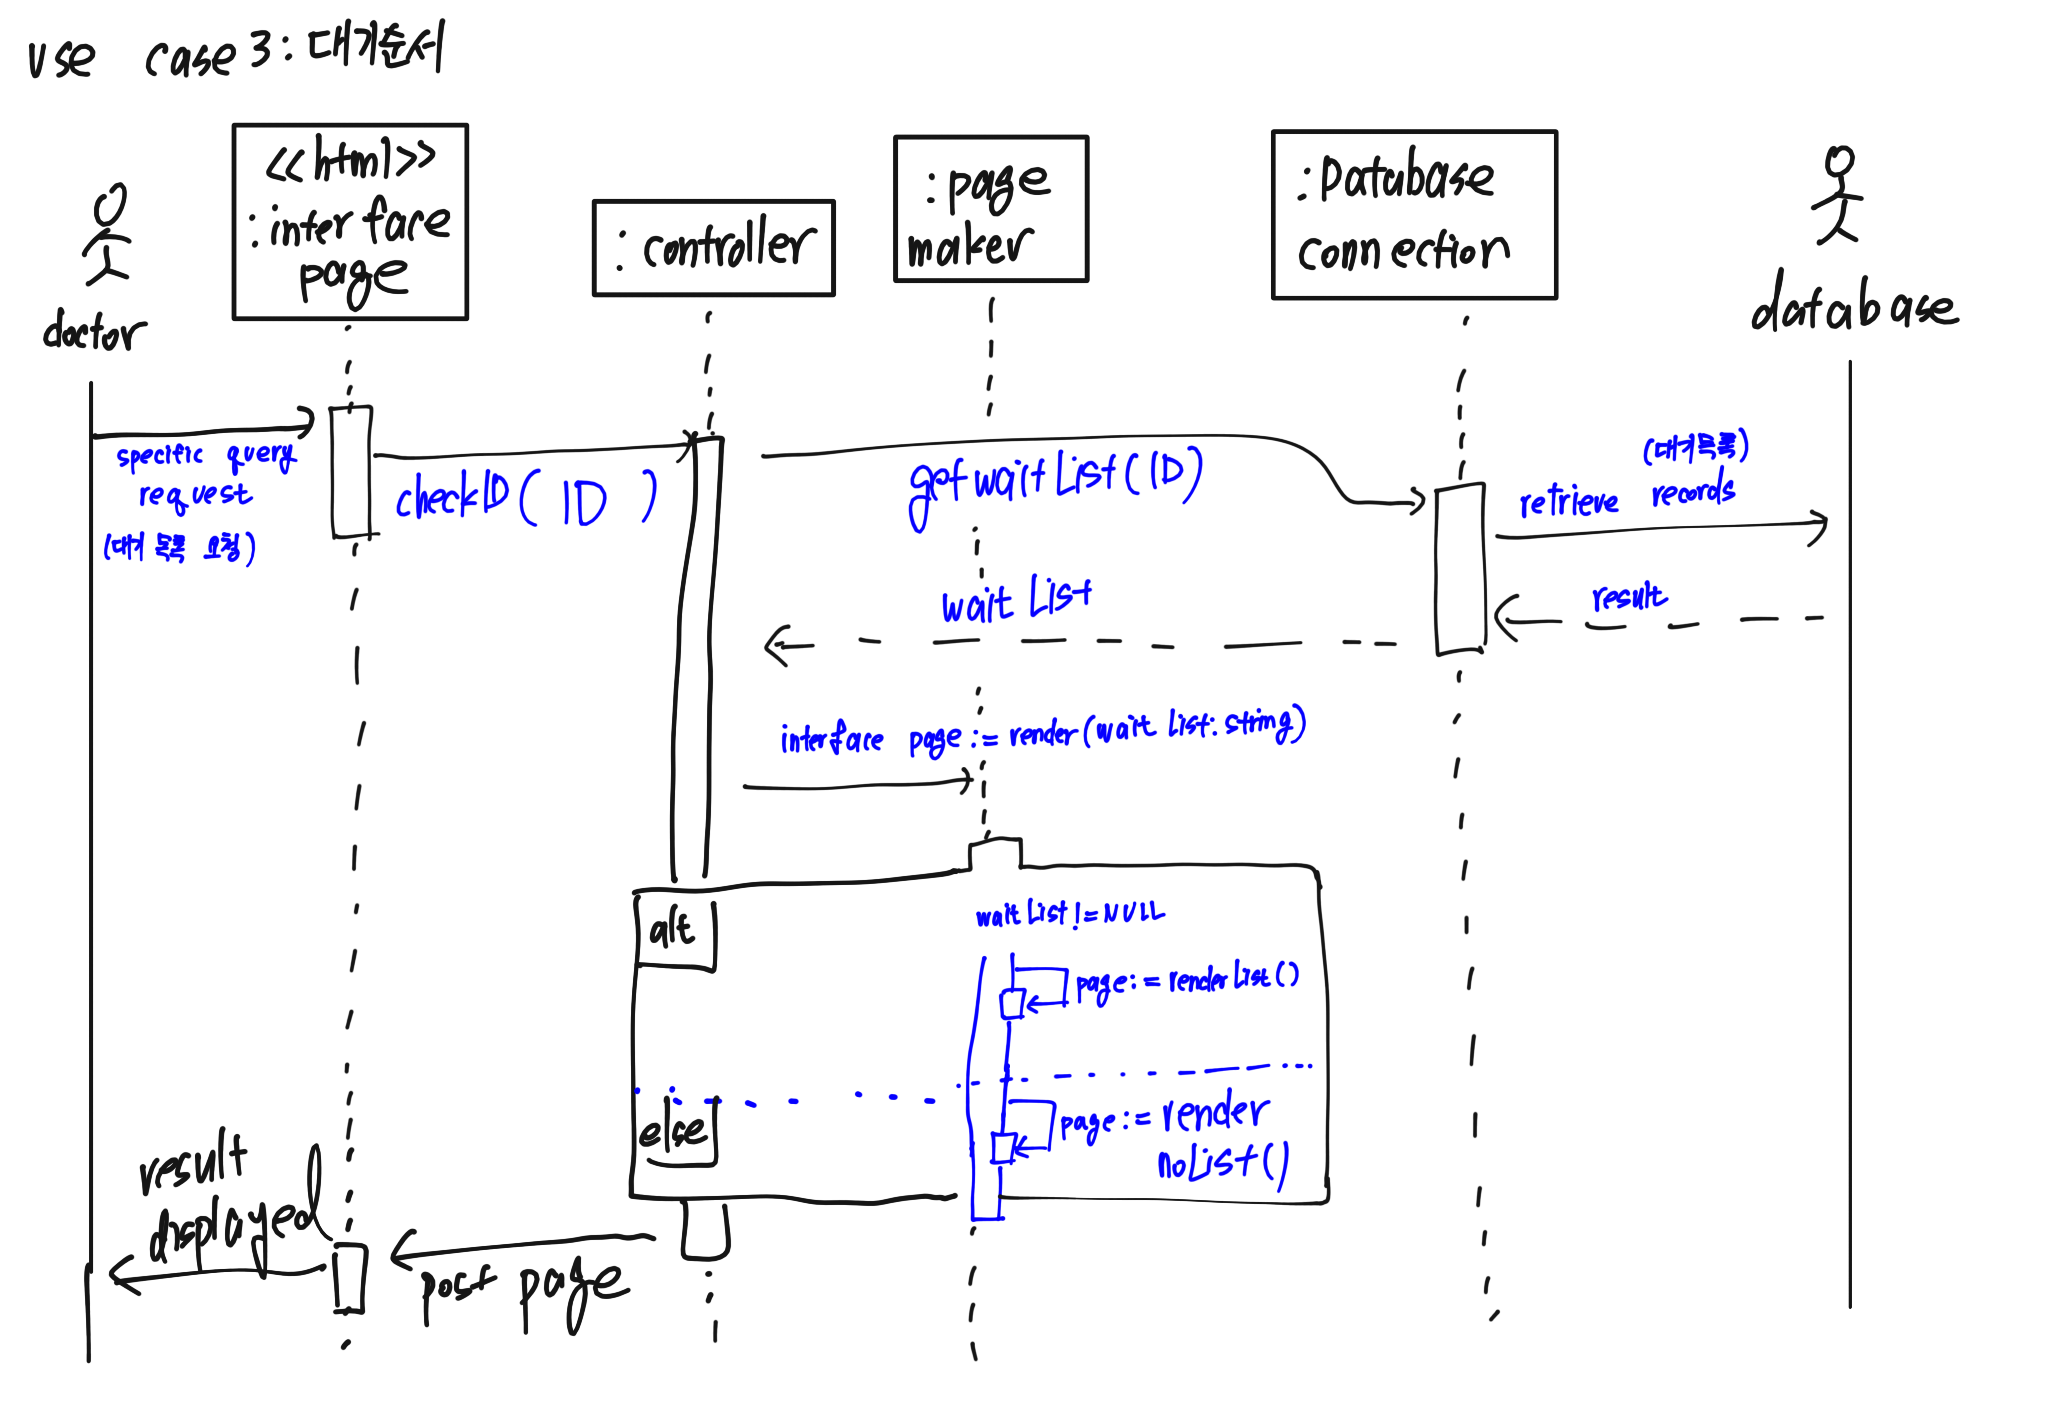 use case 3 : 대기순서
doctor
<<html>>
: interface
page
: controller
: page
maker
: Database
connection
database
specific query
request
(대기 목록 요청)
checkID( ID )
get wait List (ID)
(대기목록)
retrieve records
wait List
result
interface page := render(wait List: string)
alt
wait List != NULL
page := render List ()
else
page := render
noList()
result
displayed
post page